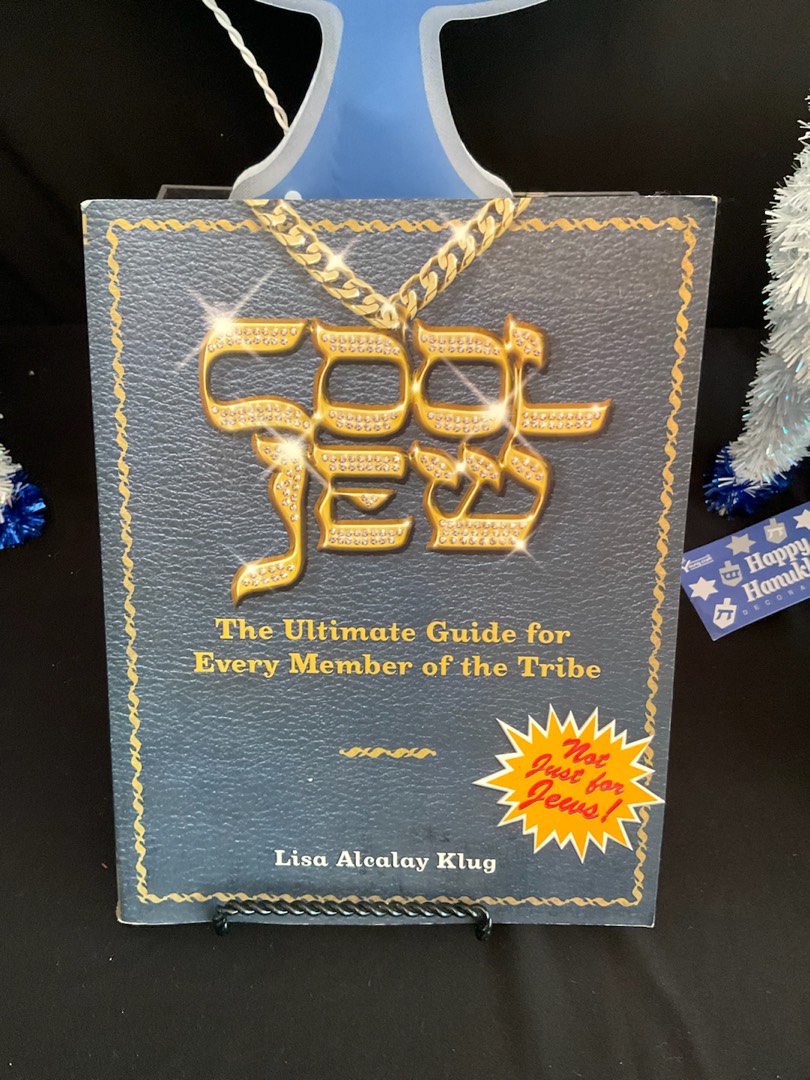 COOL
JEW
The Ultimate Guide for
Every Member of the Tribe
Not
Just for
Jews!
Lisa Alcalay Klug
Happy